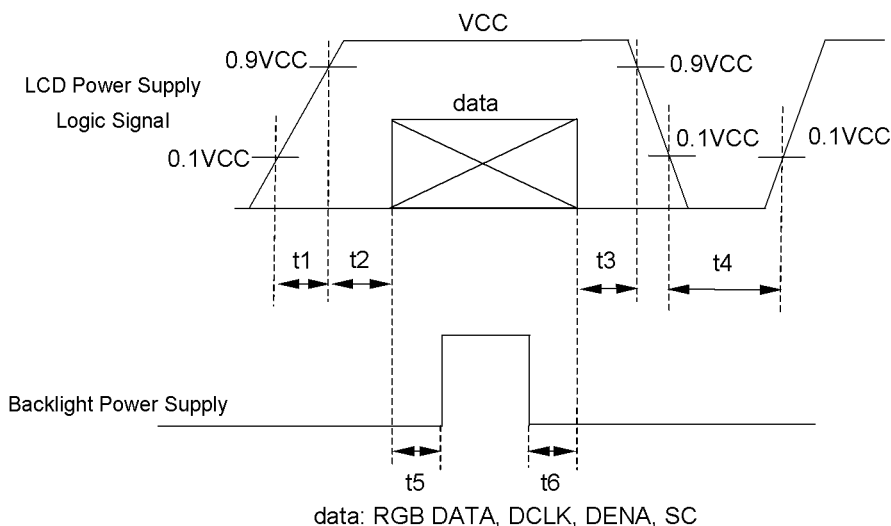 VCC
0.9VCC
0.9VCC
LCD Power Supply
Logic Signal
data
0.1VCC
0.1VCC
0.1VCC
t1
t2
t3
t4
Backlight Power Supply
t5
t6
data: RGB DATA, DCLK, DENA, SC